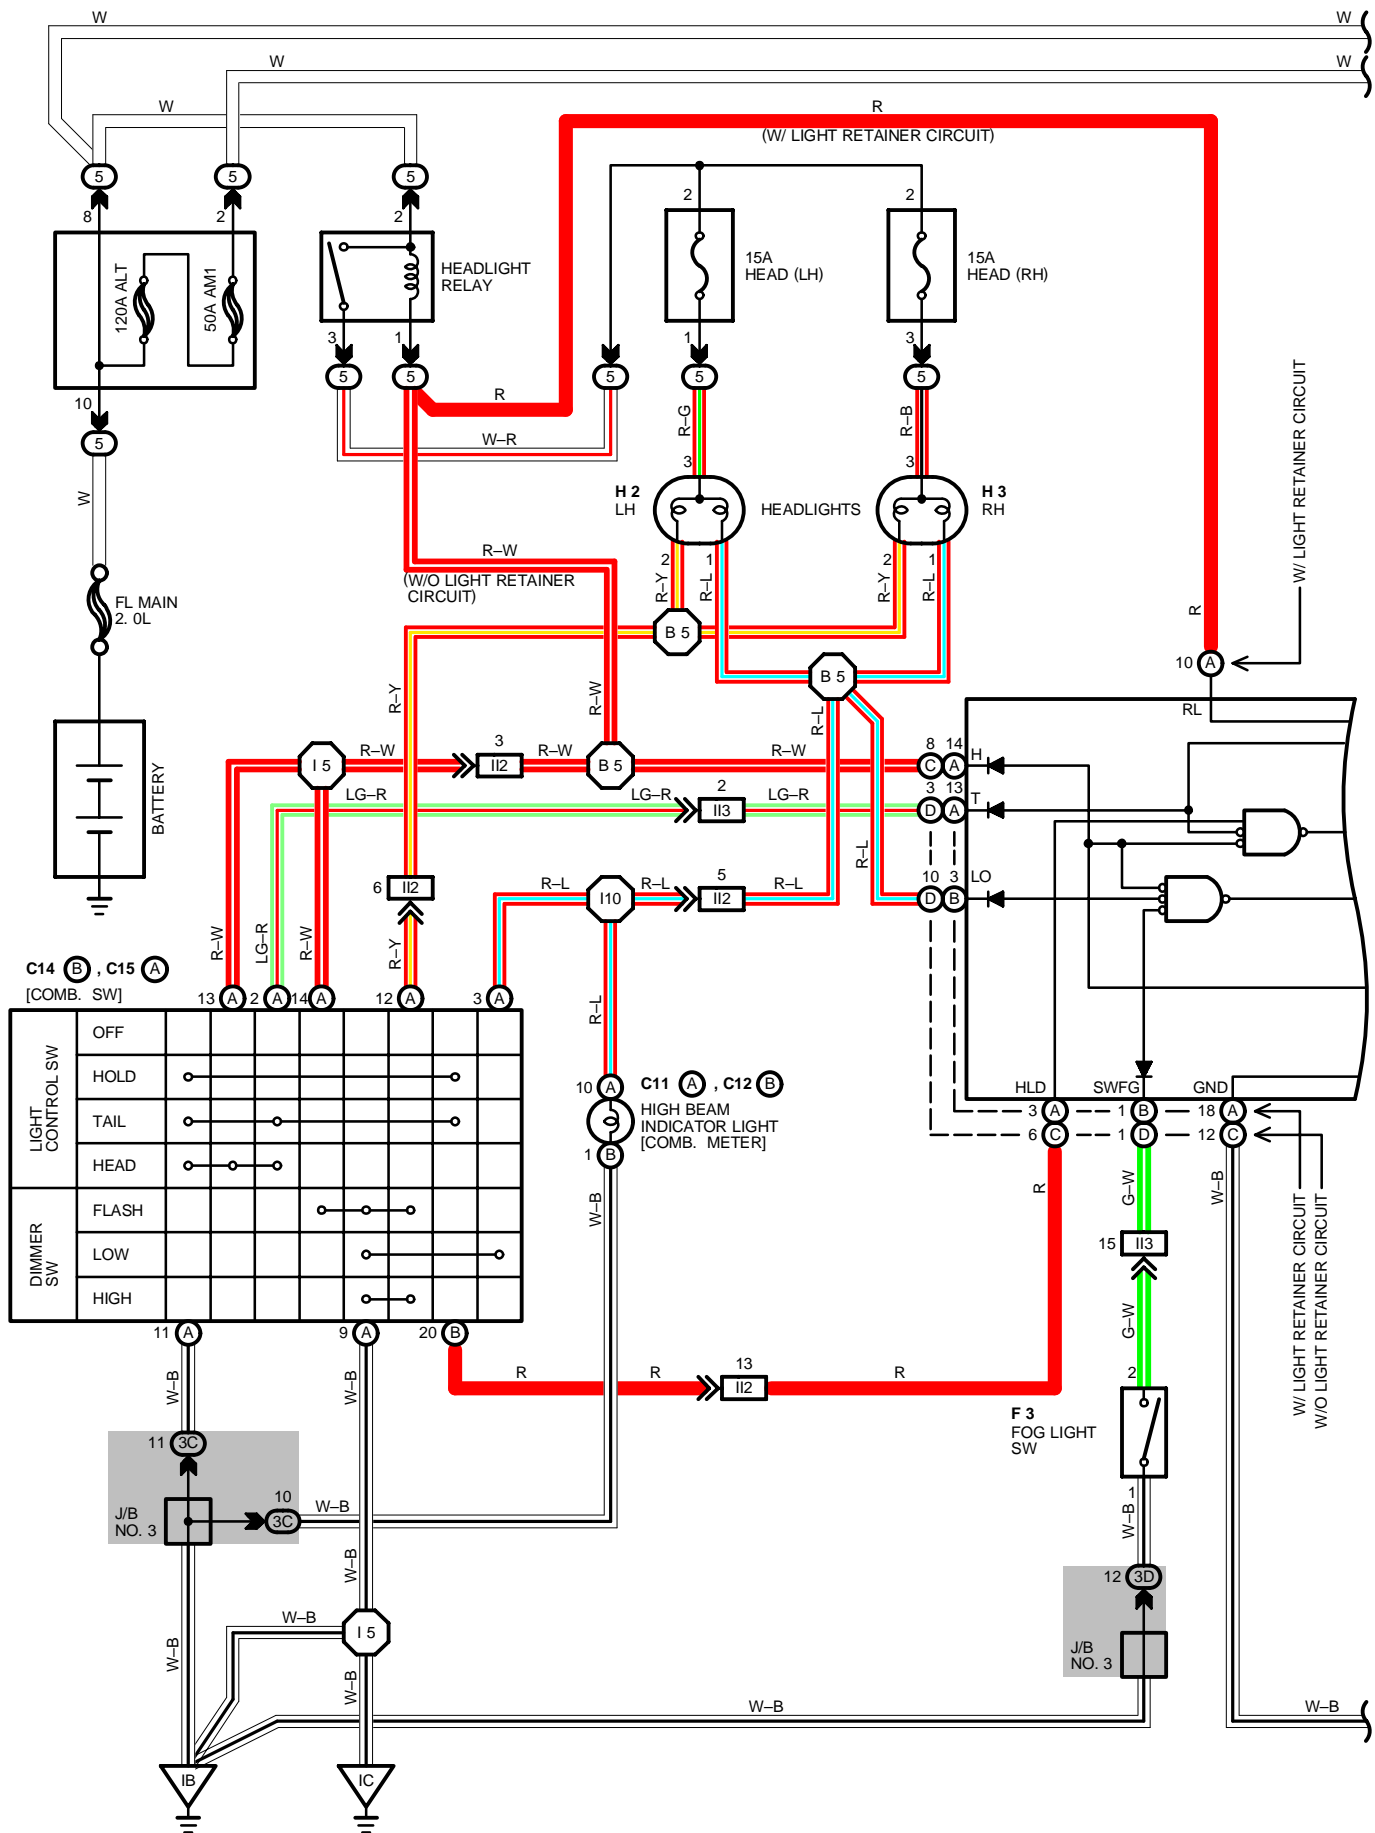 W
W
W
W
W
R
(W/ LIGHT RETAINER CIRCUIT)
5
5
5
8
2
2
2
2
120A ALT
50A AM1
HEADLIGHT
RELAY
15A
HEAD (LH)
15A
HEAD (RH)
3
1
1
3
5
5
5
5
5
10
5
W
R
W–R
R–G
R–B
3
3
H 2
LH
HEADLIGHTS
H 3
RH
W/ LIGHT RETAINER CIRCUIT
2
1
2
1
R–Y
R–L
R–Y
R–L
R–W
(W/O LIGHT RETAINER
CIRCUIT)
FL MAIN
2. 0L
B 5
B 5
R
10
A
RL
R–Y
R–W
R–L
BATTERY
I 5
R–W
3
II2
R–W
B 5
R–W
8
14
C
A
H
LG–R
2
II3
LG–R
LG–R
3
13
D
A
T
R–L
6
II2
R–L
I10
R–L
5
II2
R–L
10
3
D
B
LO
R–W
LG–R
R–W
R–Y
R–L
C14 B , C15 A
[COMB. SW]
13
A
2
A
14
A
12
A
3
A
LIGHT
CONTROL SW
OFF
HOLD
TAIL
HEAD
DIMMER
SW
FLASH
LOW
HIGH
10
A
C11 A , C12 B
HIGH BEAM
INDICATOR LIGHT
[COMB. METER]
1
B
W–B
HLD
SWFG
GND
3
A
1
B
18
A
6
C
1
D
12
C
R
G–W
W–B
15
II3
G–W
W/ LIGHT RETAINER CIRCUIT
W/O LIGHT RETAINER CIRCUIT
11
A
9
A
20
B
W–B
W–B
R
R
13
II2
R
2
F 3
FOG LIGHT
SW
1
W–B
11
3C
J/B
NO. 3
10
3C
W–B
W–B
12
3D
J/B
NO. 3
W–B
I 5
W–B
W–B
W–B
W–B
IB
IC